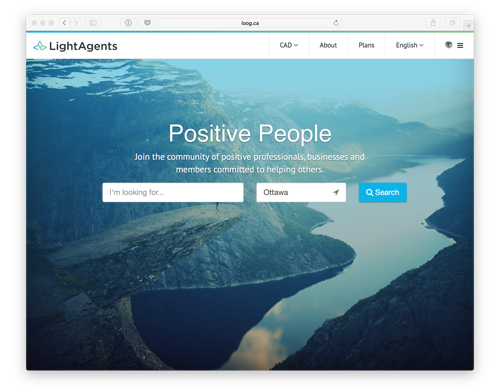 loog.ca
LightAgents
CAD
About
Plans
English
Positive People
Join the community of positive professionals, businesses and
members committed to helping others.
I'm looking for...
Ottawa
Search